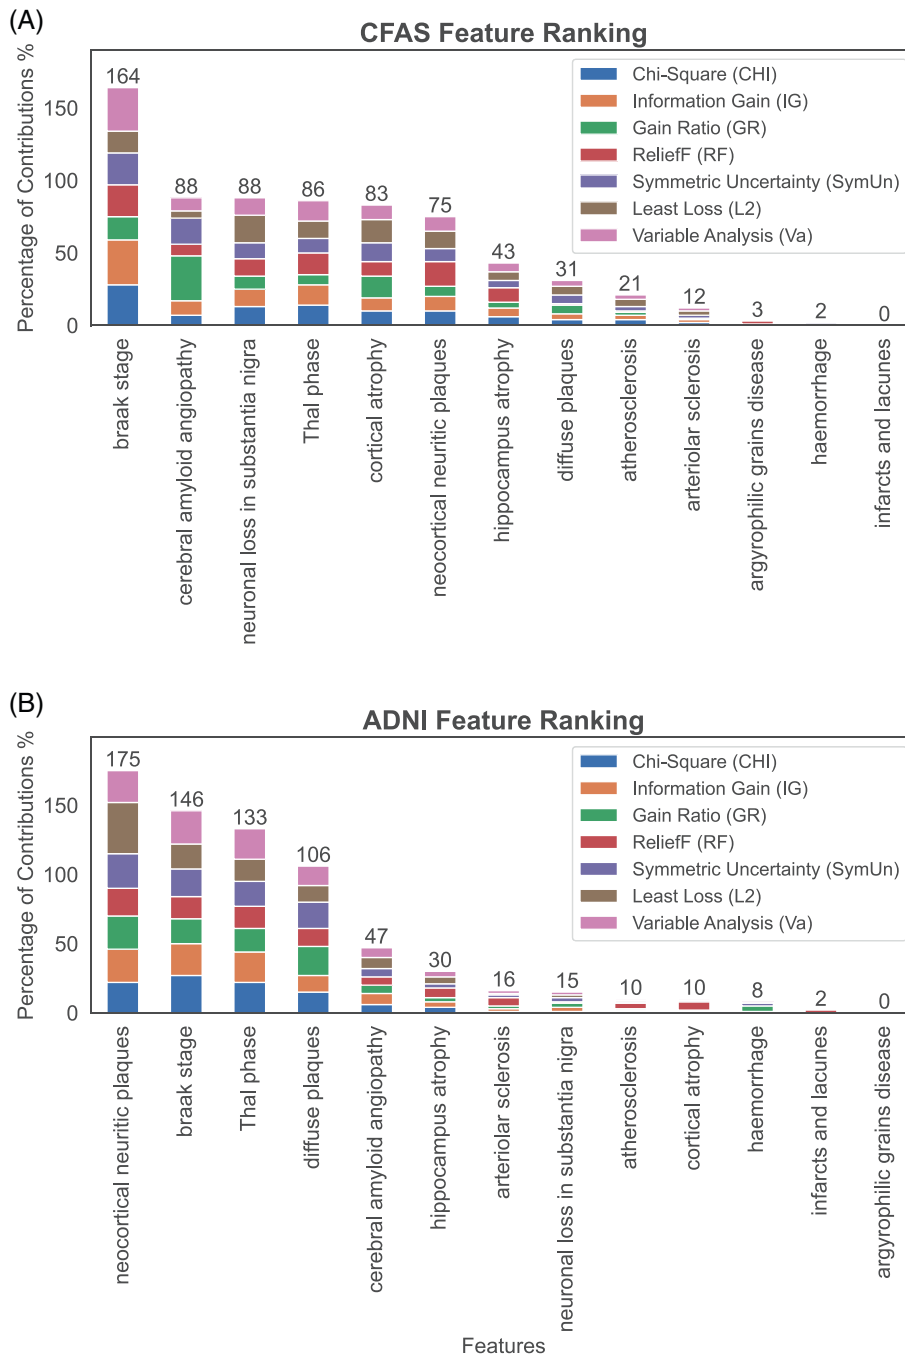 (A)
CFAS Feature Ranking
Percentage of Contributions %
150
100
50
0
164
88
88
86
83
75
43
31
21
12
3
2
0
Chi-Square (CHI)
Information Gain (IG)
Gain Ratio (GR)
ReliefF (RF)
Symmetric Uncertainty (SymUn)
Least Loss (L2)
Variable Analysis (Va)
braak stage
cerebral amyloid angiopathy
neuronal loss in substantia nigra
Thal phase
cortical atrophy
neocortical neuritic plaques
hippocampus atrophy
diffuse plaques
atherosclerosis
arteriolar sclerosis
argyrophilic grains disease
haemorrhage
infarcts and lacunes
(B)
ADNI Feature Ranking
Percentage of Contributions %
150
100
50
0
175
146
133
106
47
30
16
15
10
10
8
2
0
Chi-Square (CHI)
Information Gain (IG)
Gain Ratio (GR)
ReliefF (RF)
Symmetric Uncertainty (SymUn)
Least Loss (L2)
Variable Analysis (Va)
neocortical neuritic plaques
braak stage
Thal phase
diffuse plaques
cerebral amyloid angiopathy
hippocampus atrophy
arteriolar sclerosis
neuronal loss in substantia nigra
atherosclerosis
cortical atrophy
haemorrhage
infarcts and lacunes
argyrophilic grains disease
Features